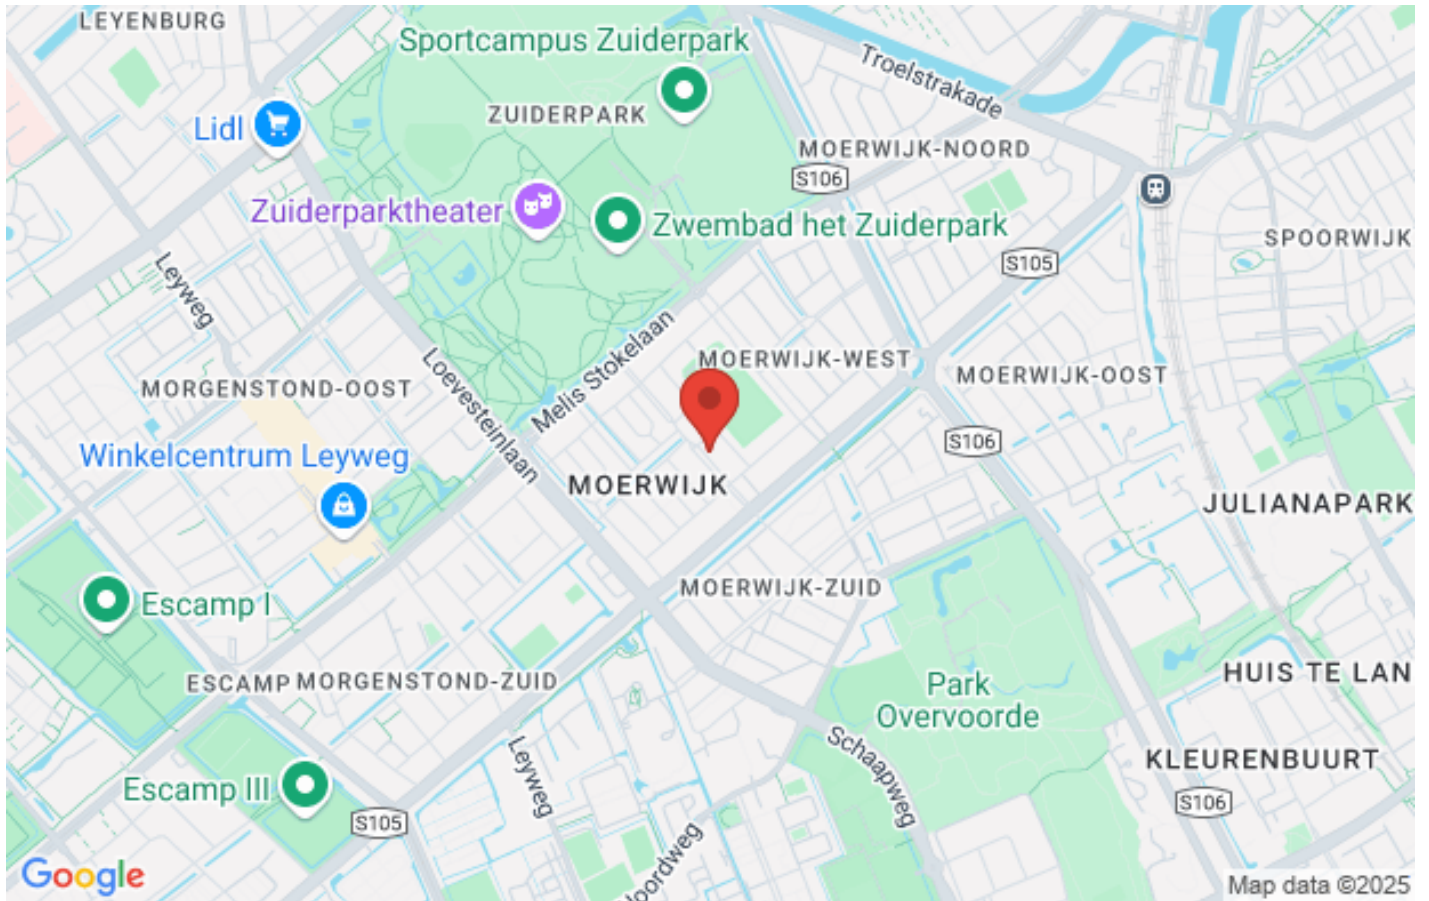 LEYENBURG
Sportcampus Zuiderpark
Troelstrakade
ZUIDERPARK
Lidl
MOERWIJK-NOORD
S106
Zuiderparktheater
Zwembad het Zuiderpark
SPOORWIJK
S105
Leyweg
Melis Stokelaan
MOERWIJK-WEST
Loevesteinlaan
MORGENSTOND-OOST
MOERWIJK-OOST
S106
Winkelcentrum Leyweg
MOERWIJK
JULIANAPARK
MOERWIJK-ZUID
Escamp I
ESCAMP
MORGENSTOND-ZUID
HUIS TE LAN
Park
Overvoorde
Leyweg
Schaapweg
KLEURENBUURT
Escamp III
S106
S105
oordweg
Google
Map data ©2025